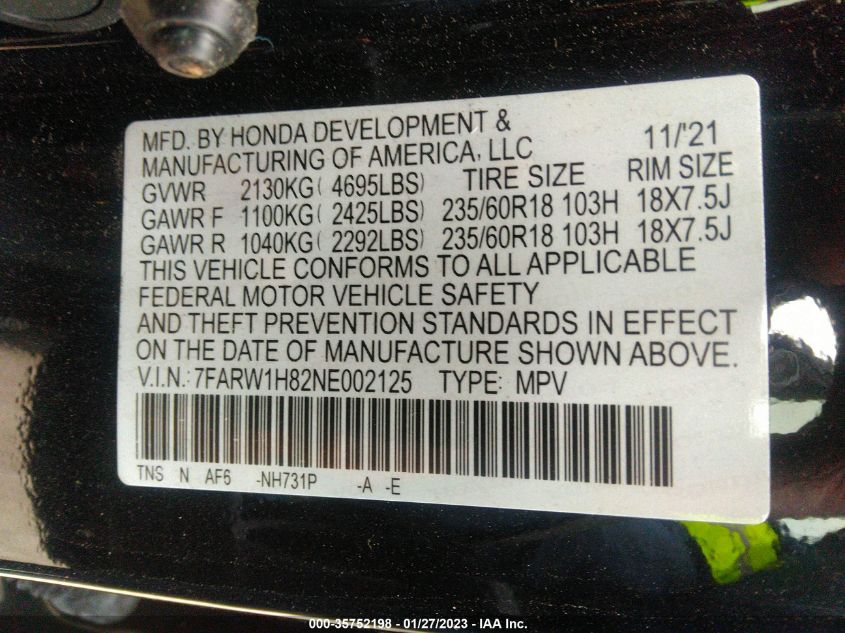 MFD. BY HONDA DEVELOPMENT & 11/'21
MANUFACTURING OF AMERICA, LLC
GVWR 2130KG( 4695LBS) TIRE SIZE RIM SIZE
GAWR F 1100KG( 2425LBS) 235/60R18 103H 18X7.5J
GAWR R 1040KG( 2292LBS) 235/60R18 103H 18X7.5J
THIS VEHICLE CONFORMS TO ALL APPLICABLE
FEDERAL MOTOR VEHICLE SAFETY
AND THEFT PREVENTION STANDARDS IN EFFECT
ON THE DATE OF MANUFACTURE SHOWN ABOVE.
V.I.N.: 7FARW1H82NE002125 TYPE: MPV
TNS N AF6 -NH731P -A -E
000-35752198 - 01/27/2023 - IAA Inc.